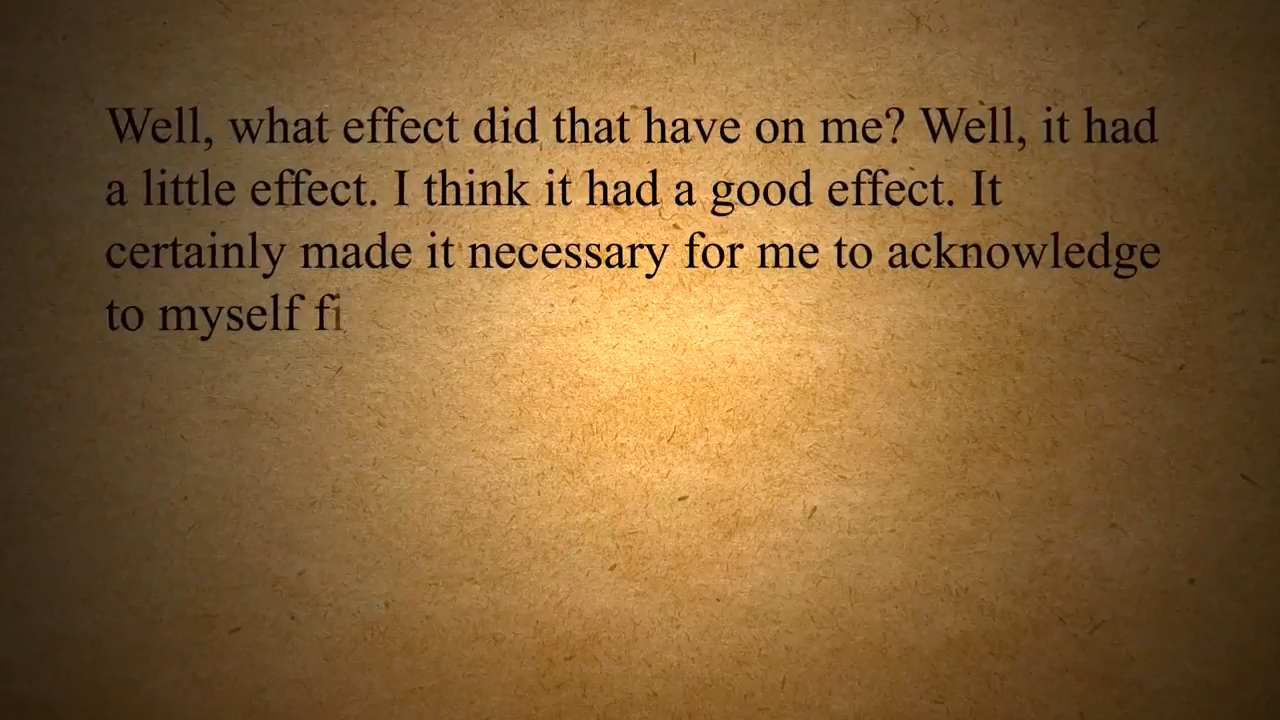 Well, what effect did that have on me? Well, it had
a little effect. I think it had a good effect. It
certainly made it necessary for me to acknowledge
to myself fi